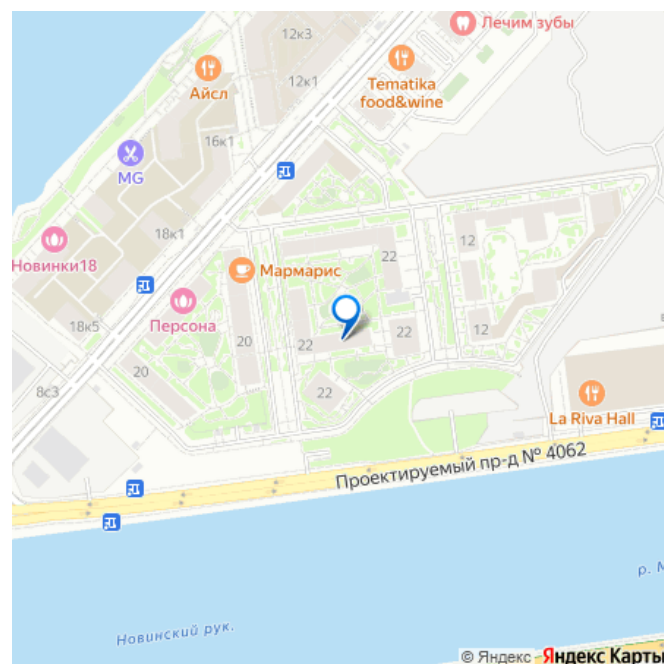 12к3
Лечим зубы
Айсл
12к1
Tematika
food&wine
16к1
MG
18к1
12
Новинки18
22
22
Мармарис
Персона
18к5
20
22
22
12
20
22
8с3
La Riva Hall
Проектируемый пр-д № 4062
р. М
Новинский рук.
© Яндекс Яндекс Карты